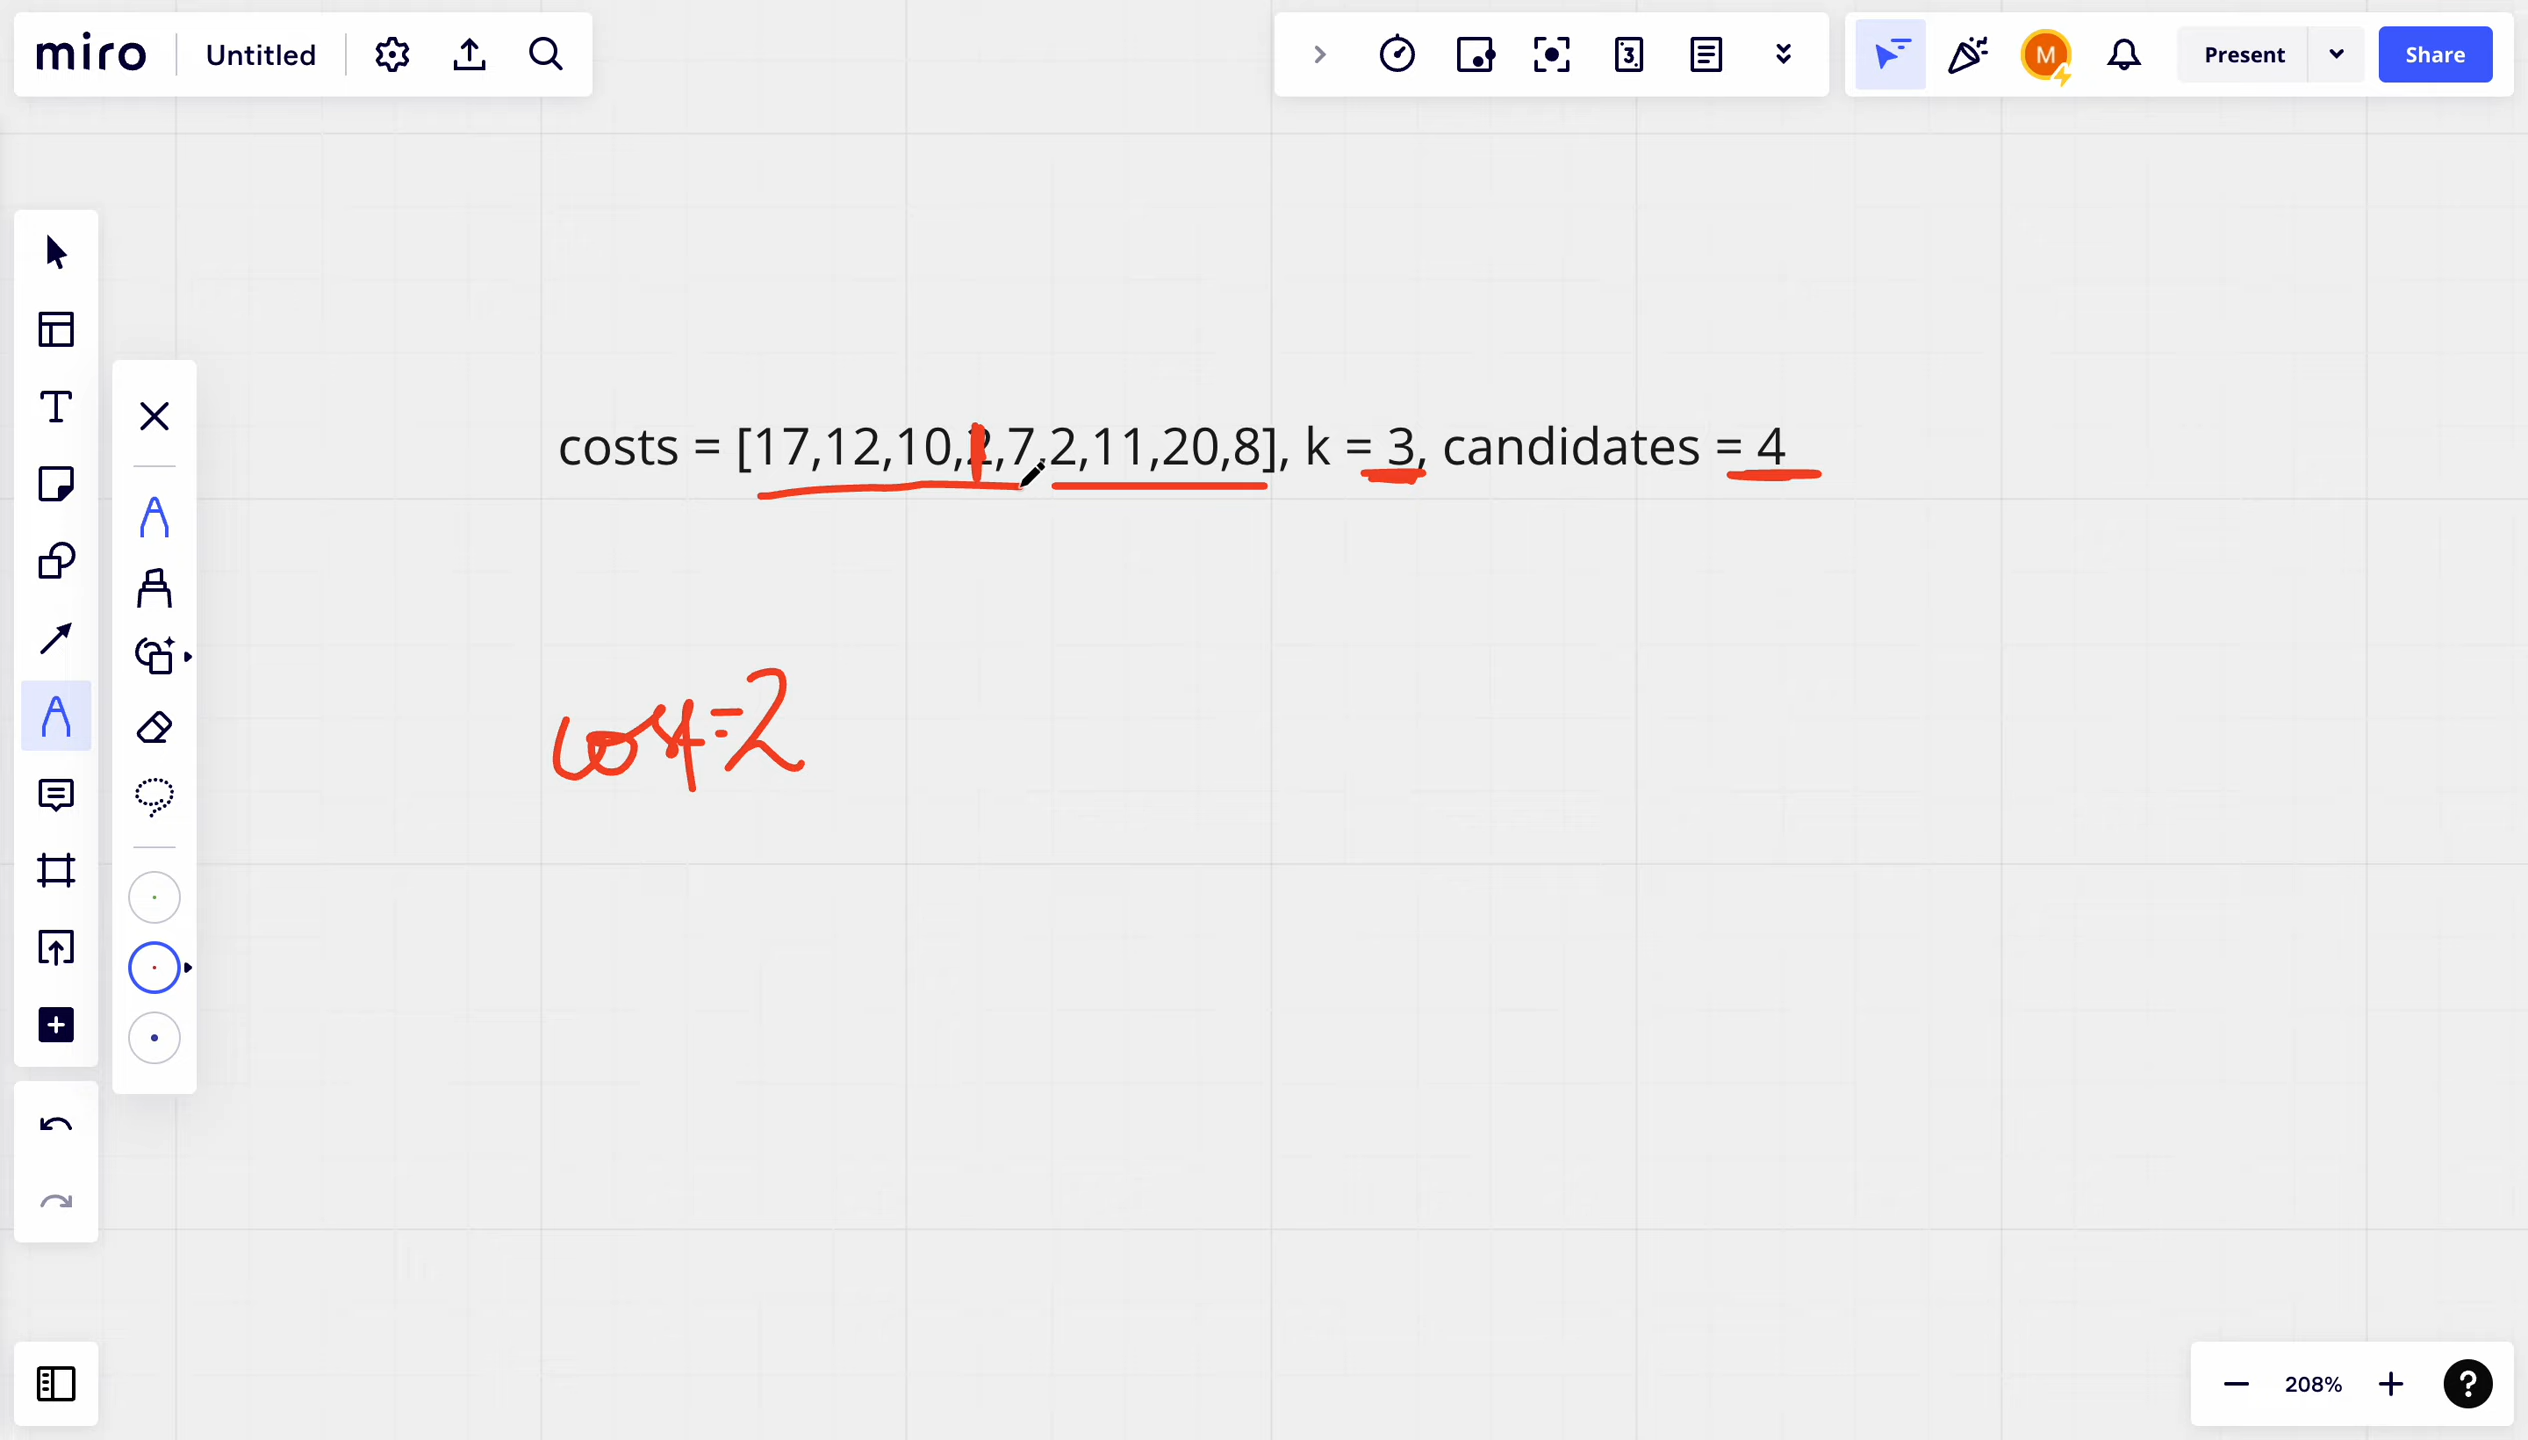 miro Untitled 3 M Present Share
costs = [17,12,10,2,7,2,11,20,8], k = 3, candidates = 4
cost=2
208% ?